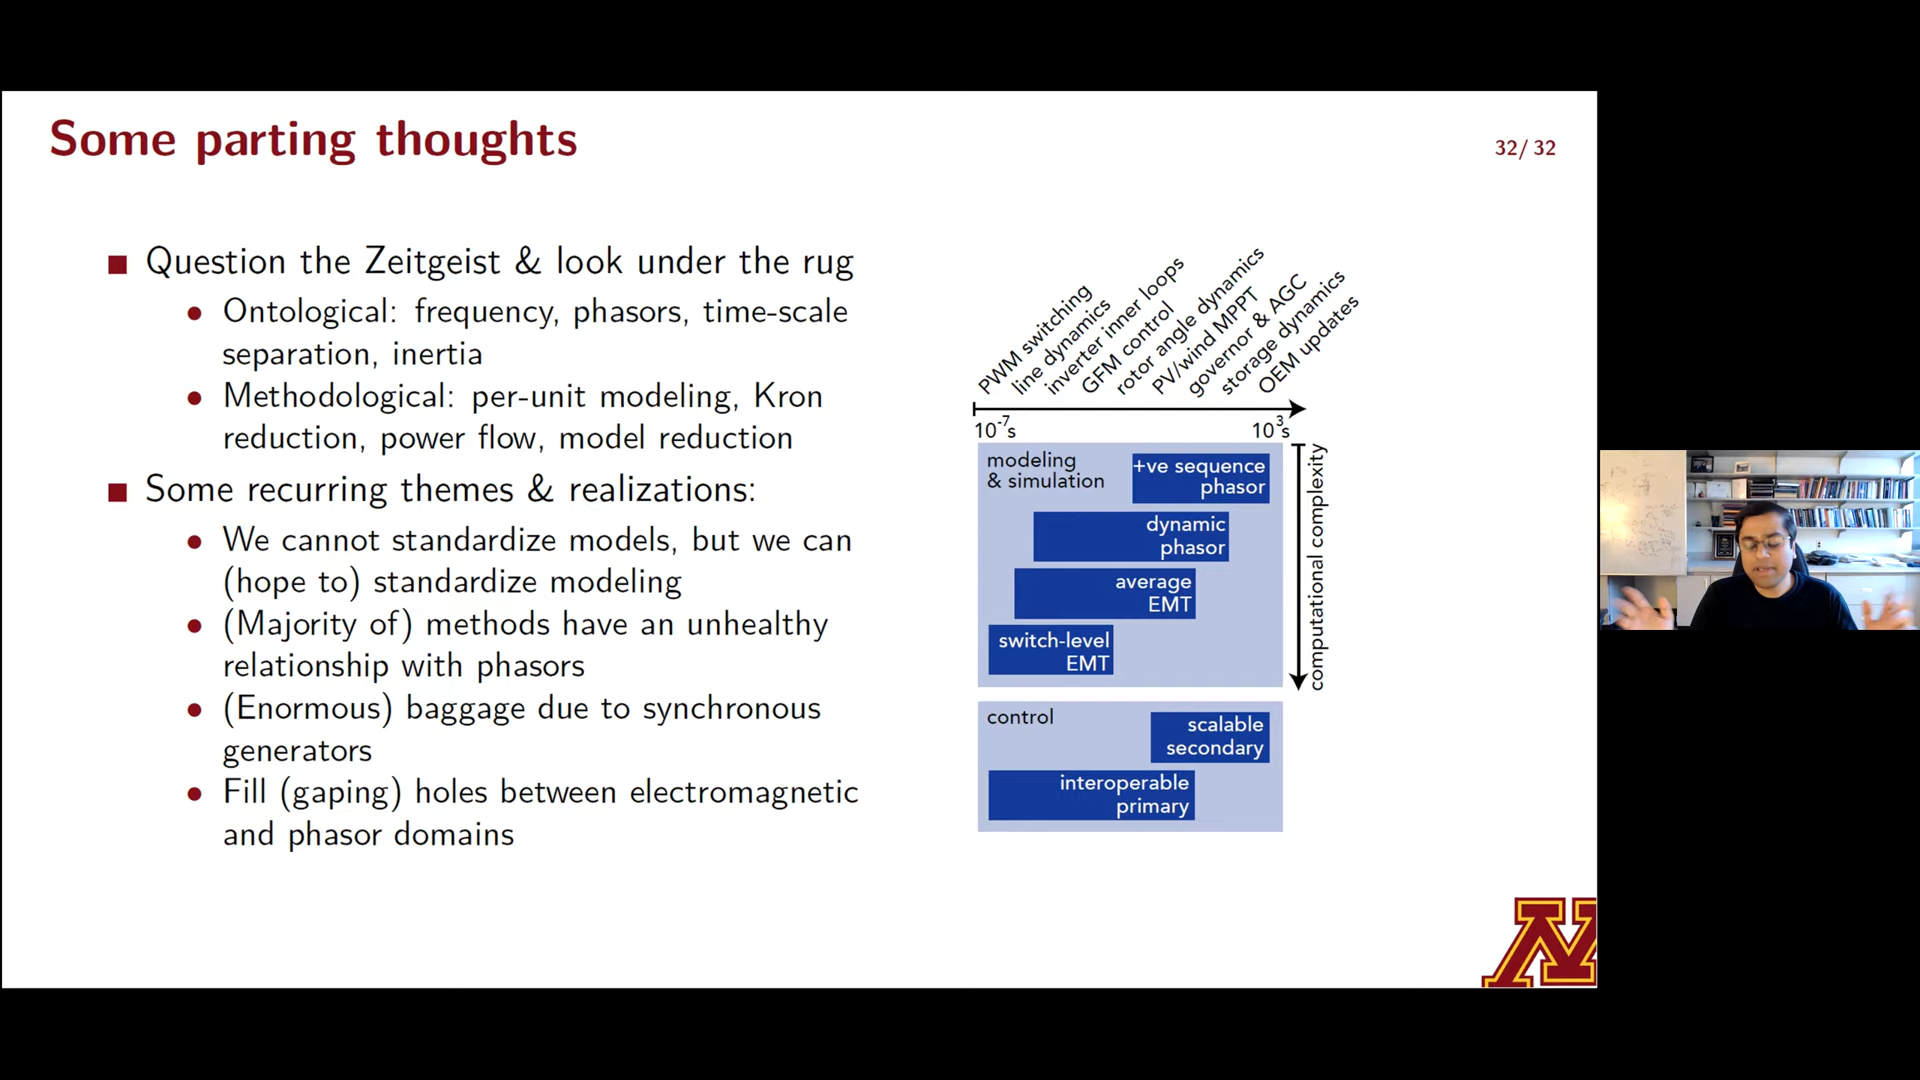 Some parting thoughts
32/ 32
Question the Zeitgeist & look under the rug
Ontological: frequency, phasors, time-scale
separation, inertia
Methodological: per-unit modeling, Kron
reduction, power flow, model reduction
Some recurring themes & realizations:
We cannot standardize models, but we can
(hope to) standardize modeling
(Majority of) methods have an unhealthy
relationship with phasors
(Enormous) baggage due to synchronous
generators
Fill (gaping) holes between electromagnetic
and phasor domains
PWM switching
line dynamics
inverter inner loops
GFM control
rotor angle dynamics
PV/wind MPPT
governor & AGC
storage dynamics
OEM updates
10⁻⁷s
10³s
modeling
& simulation
+ve sequence
phasor
dynamic
phasor
average
EMT
switch-level
EMT
computational complexity
control
scalable
secondary
interoperable
primary